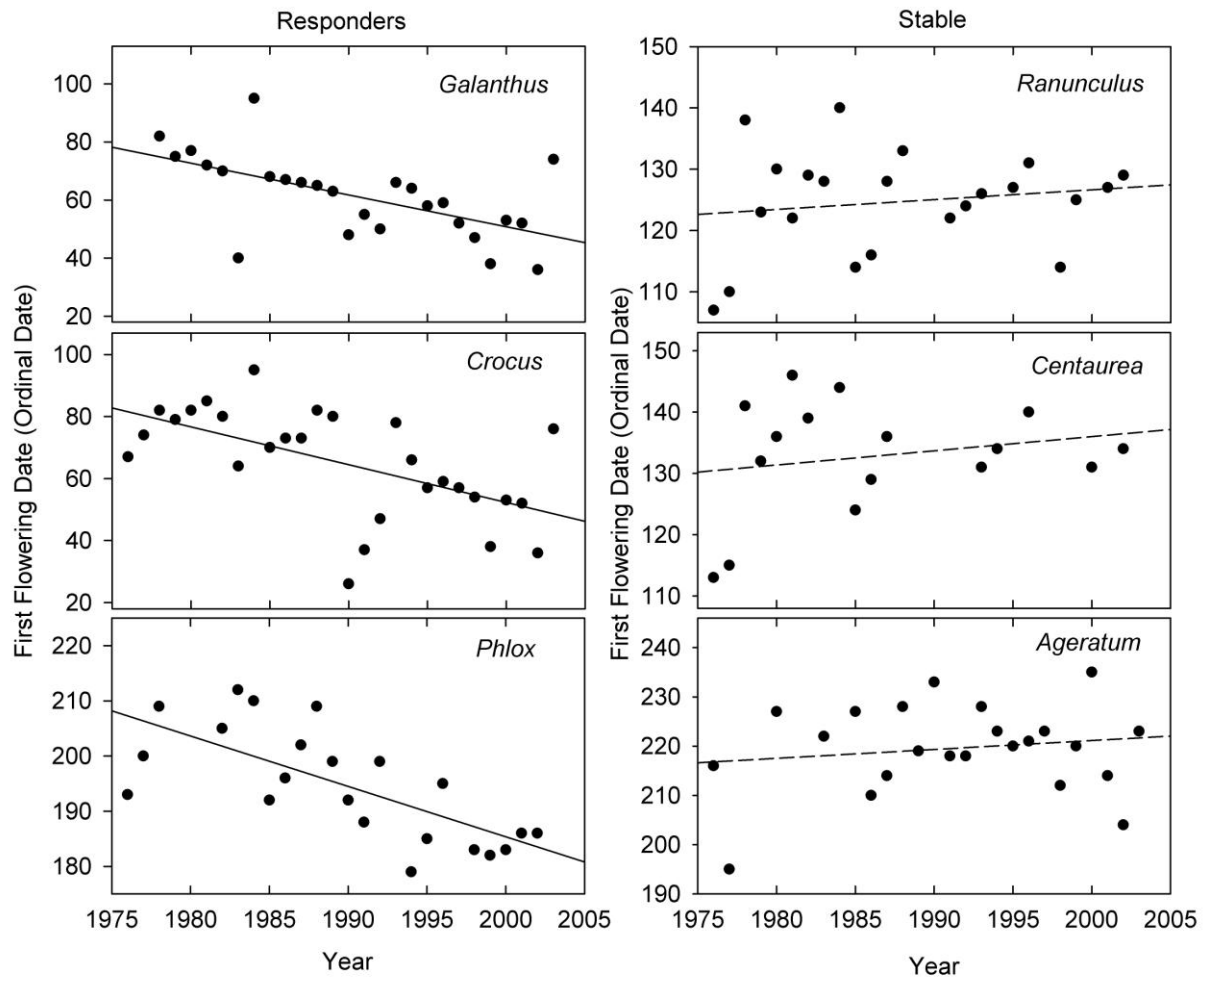 Responders
Stable
First Flowering Date (Ordinal Date)
Galanthus
100
80
60
40
20
Crocus
100
80
60
40
20
Phlox
220
210
200
190
180
1975 1980 1985 1990 1995 2000 2005
Year
First Flowering Date (Ordinal Date)
Ranunculus
150
140
130
120
110
Centaurea
150
140
130
120
110
Ageratum
240
230
220
210
200
190
1975 1980 1985 1990 1995 2000 2005
Year